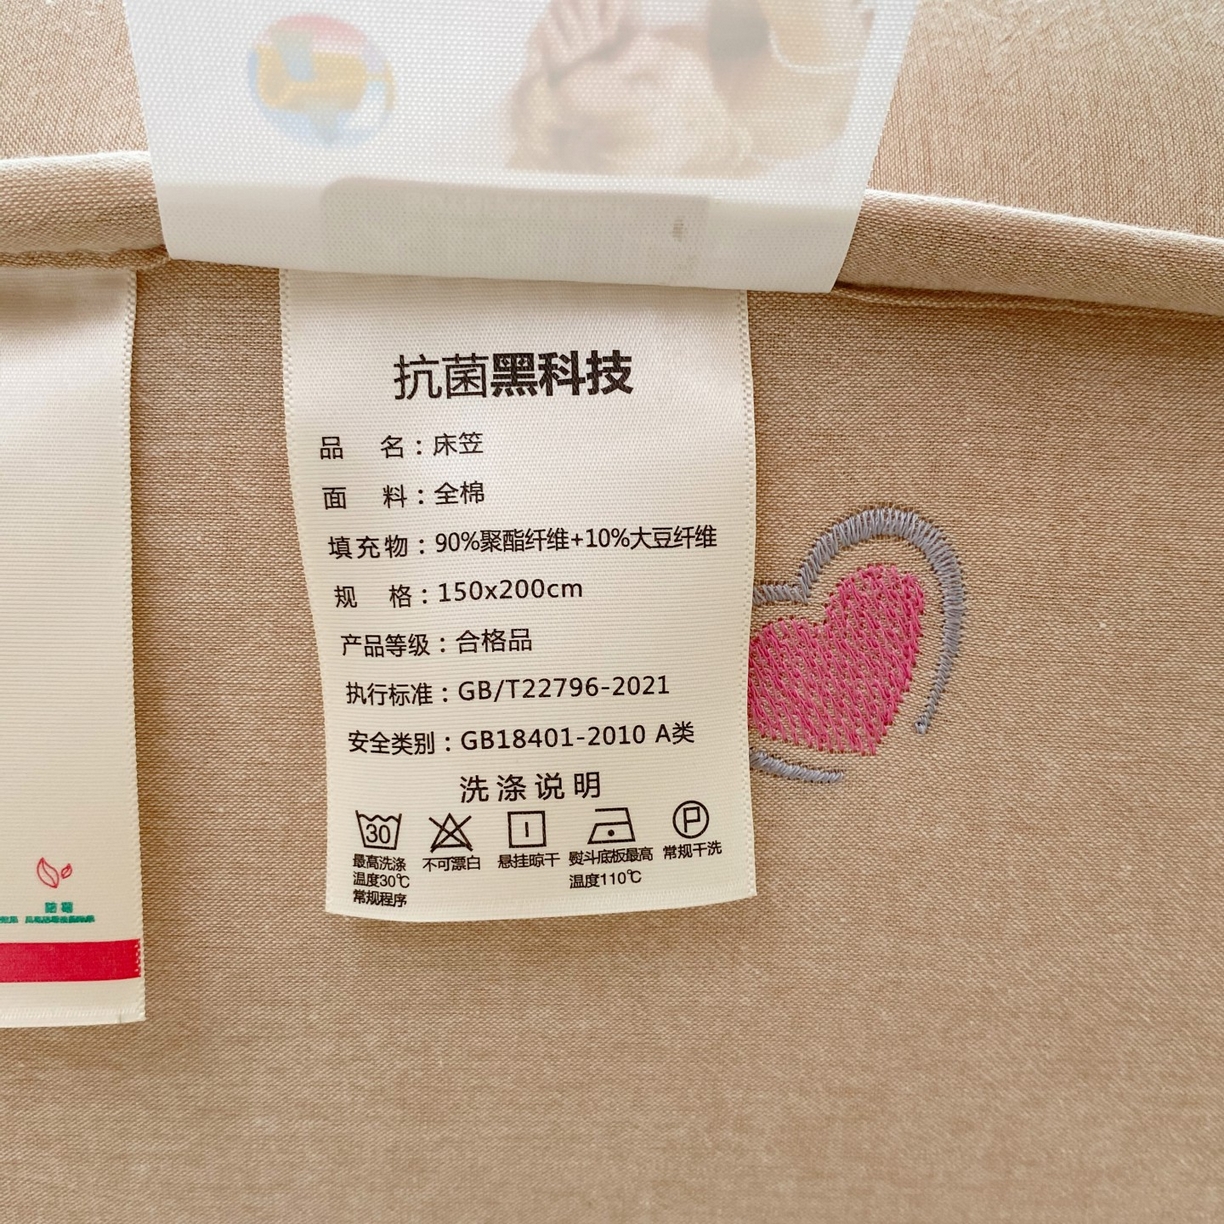 抗菌黑科技
品 名：床笠
面 料：全棉
填充物：90%聚酯纤维+10%大豆纤维
规 格：150x200cm
产品等级：合格品
执行标准：GB/T22796-2021
安全类别：GB18401-2010 A类
洗涤说明
30
P
最高洗涤温度30℃常规程序
不可漂白
悬挂晾干
熨斗底板最高温度110℃
常规干洗